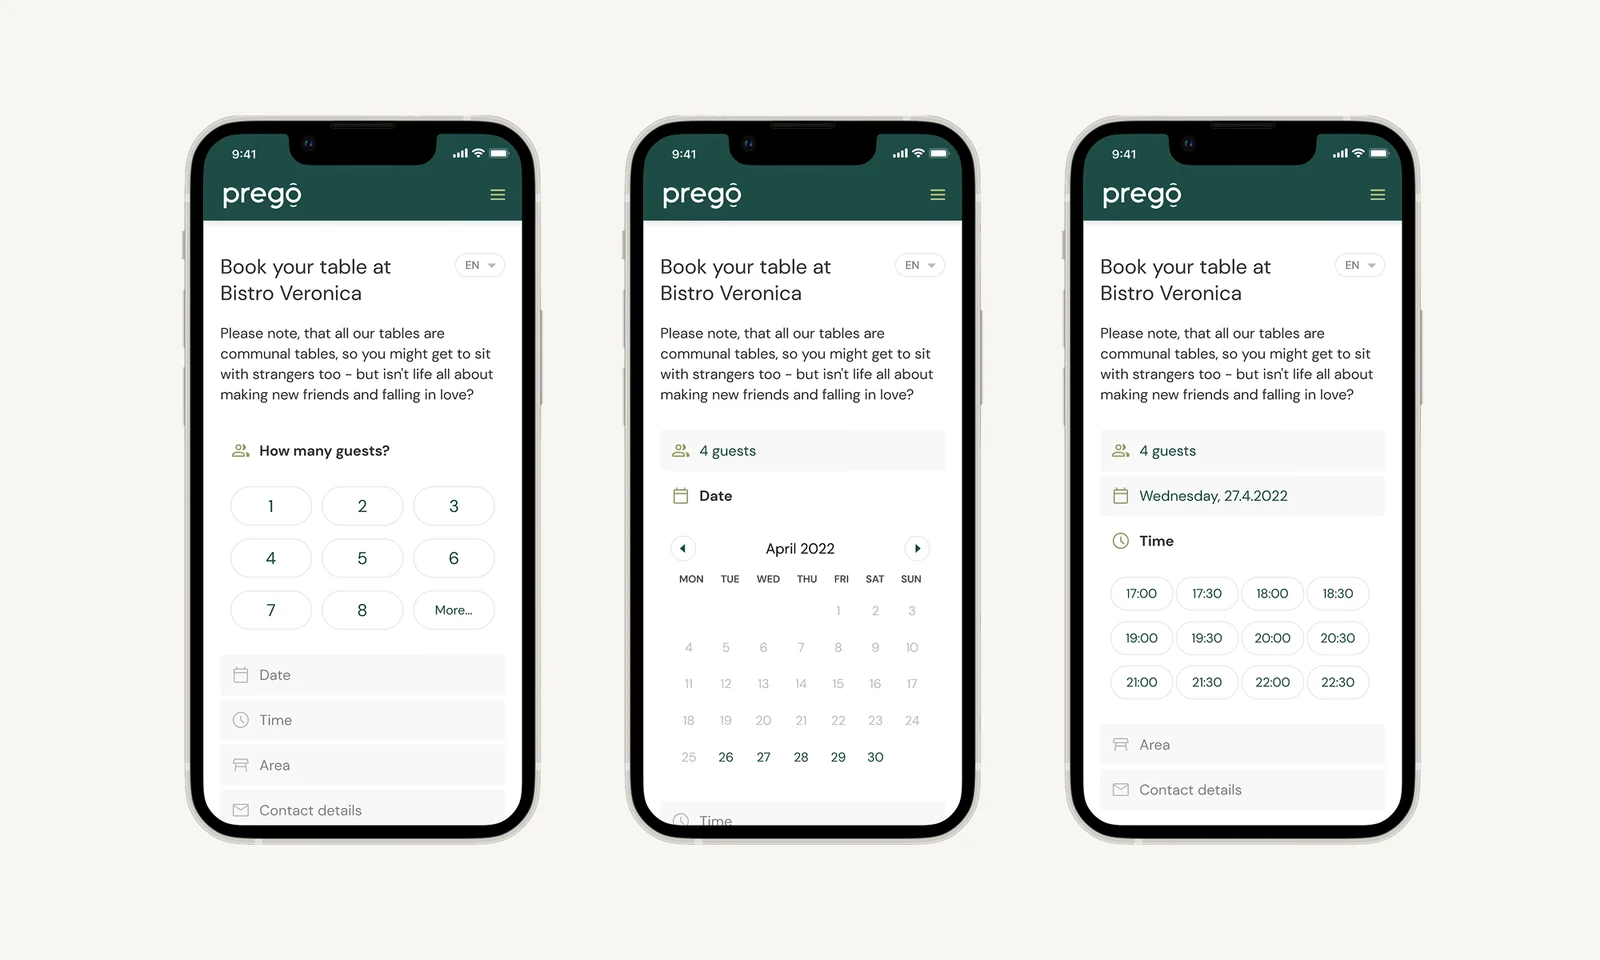 9:41
pregô
Book your table at
Bistro Veronica
EN
Please note, that all our tables are
communal tables, so you might get to sit
with strangers too - but isn't life all about
making new friends and falling in love?
How many guests?
1 2 3
4 5 6
7 8 More...
Date
Time
Area
Contact details
9:41
pregô
Book your table at
Bistro Veronica
EN
Please note, that all our tables are
communal tables, so you might get to sit
with strangers too - but isn't life all about
making new friends and falling in love?
4 guests
Date
April 2022
MON TUE WED THU FRI SAT SUN
1 2 3
4 5 6 7 8 9 10
11 12 13 14 15 16 17
18 19 20 21 22 23 24
25 26 27 28 29 30
Time
9:41
pregô
Book your table at
Bistro Veronica
EN
Please note, that all our tables are
communal tables, so you might get to sit
with strangers too - but isn't life all about
making new friends and falling in love?
4 guests
Wednesday, 27.4.2022
Time
17:00 17:30 18:00 18:30
19:00 19:30 20:00 20:30
21:00 21:30 22:00 22:30
Area
Contact details